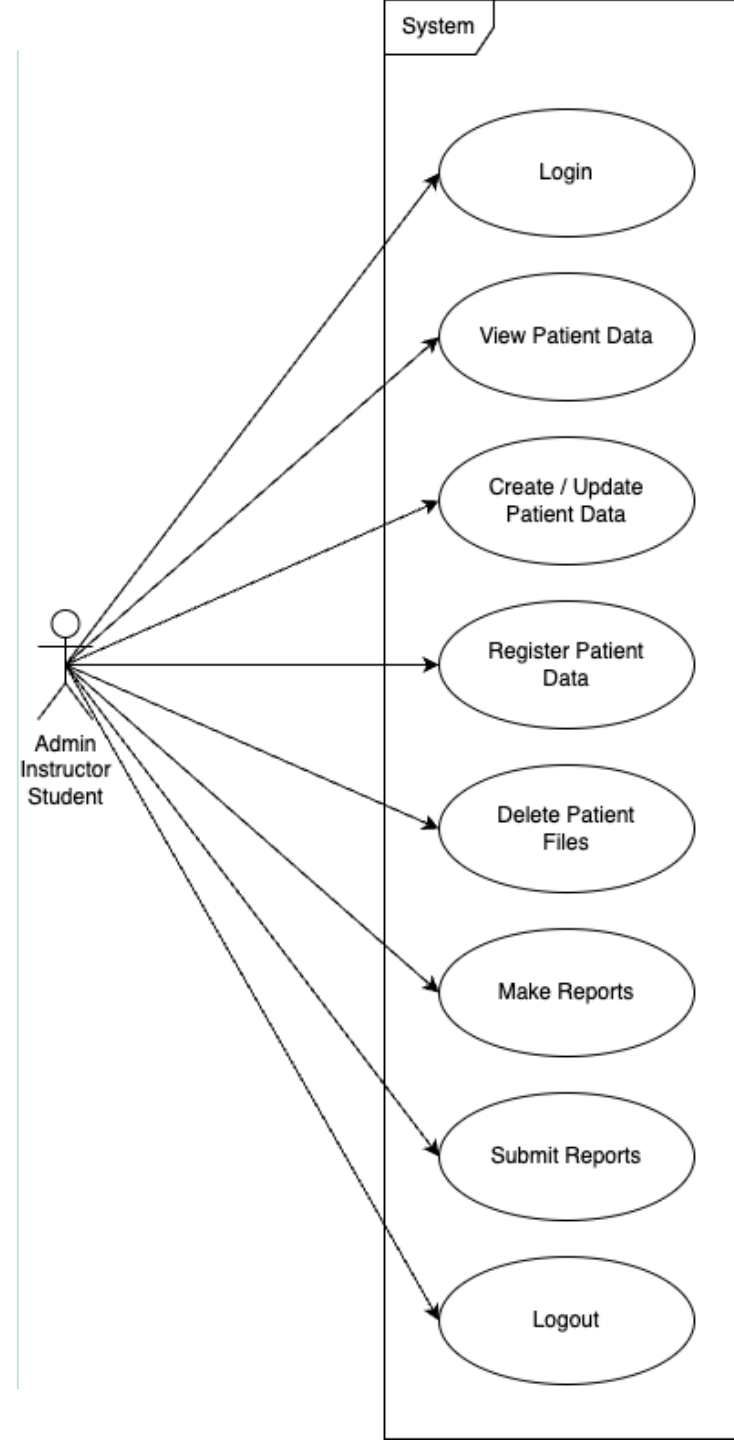 System
Login
View Patient Data
Create / Update
Patient Data
Register Patient
Data
Admin
Instructor
Student
Delete Patient
Files
Make Reports
Submit Reports
Logout